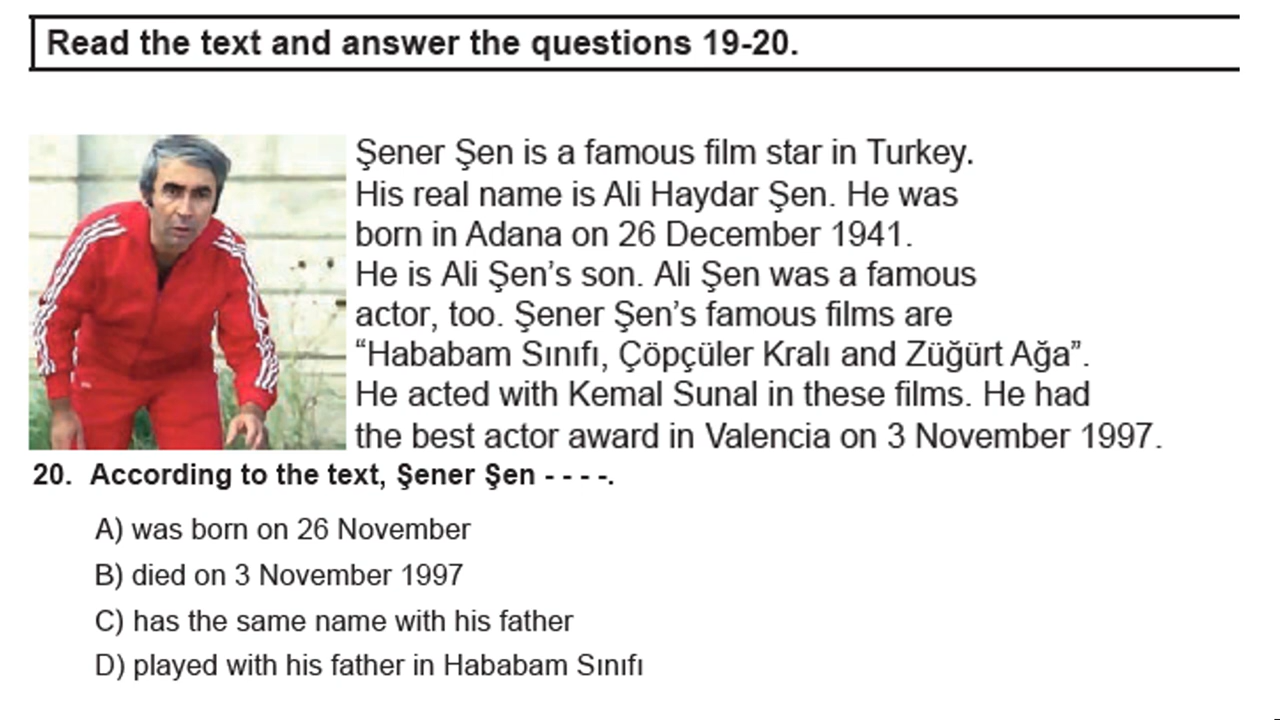 Read the text and answer the questions 19-20.
Şener Şen is a famous film star in Turkey.
His real name is Ali Haydar Şen. He was
born in Adana on 26 December 1941.
He is Ali Şen’s son. Ali Şen was a famous
actor, too. Şener Şen’s famous films are
“Hababam Sınıfı, Çöpçüler Kralı and Züğürt Ağa”.
He acted with Kemal Sunal in these films. He had
the best actor award in Valencia on 3 November 1997.
20. According to the text, Şener Şen - - - -.
A) was born on 26 November
B) died on 3 November 1997
C) has the same name with his father
D) played with his father in Hababam Sınıfı